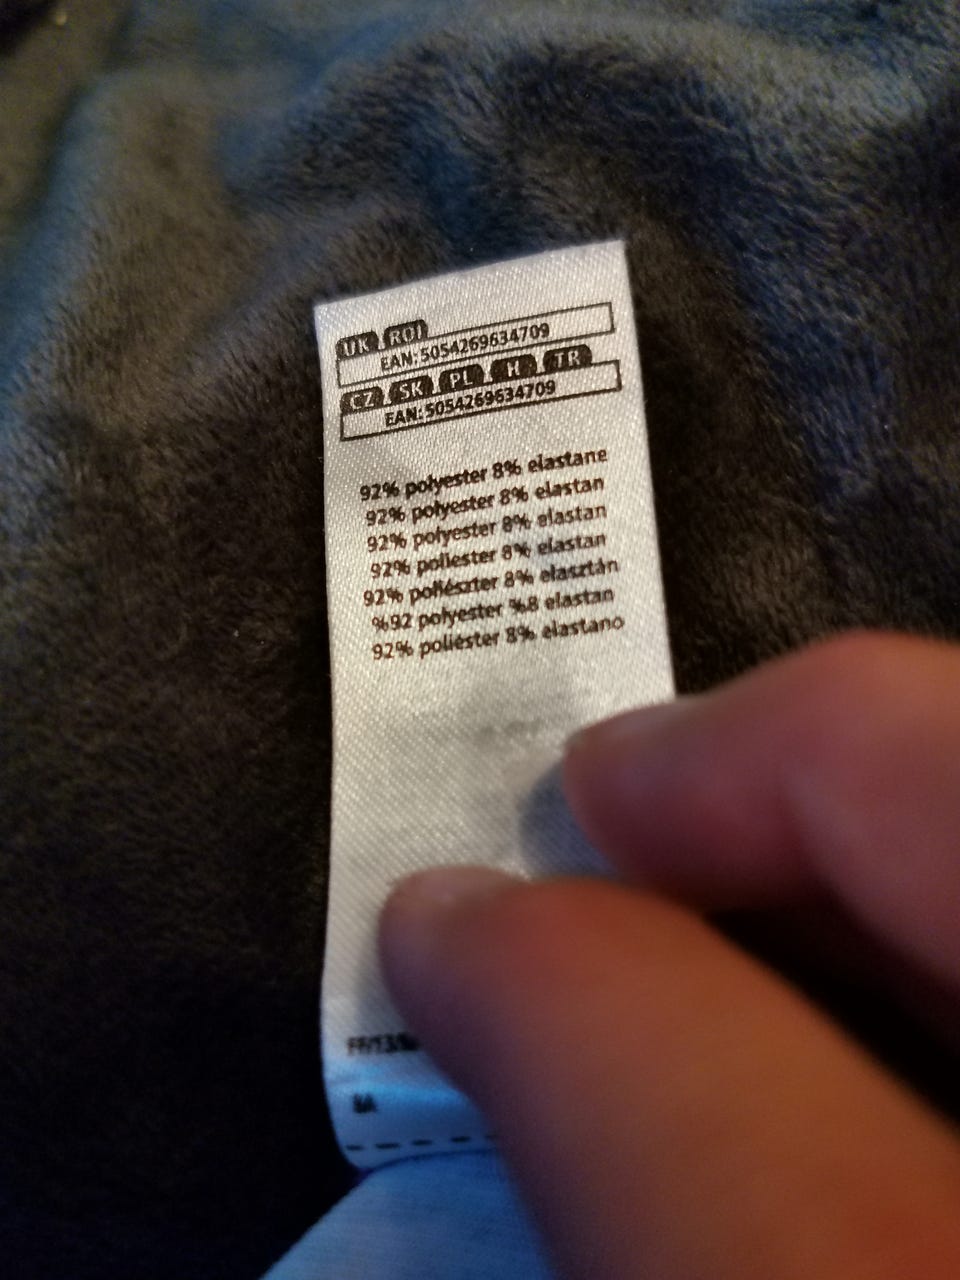 UK ROI
EAN: 5054269634709
CZ SK PL H TR
EAN: 5054269634709
92% polyester 8% elastane
92% polyester 8% elastan
92% polyester 8% elastan
92% poliester 8% elastan
92% poliészter 8% elasztán
%92 polyester %8 elastan
92% poliéster 8% elastano